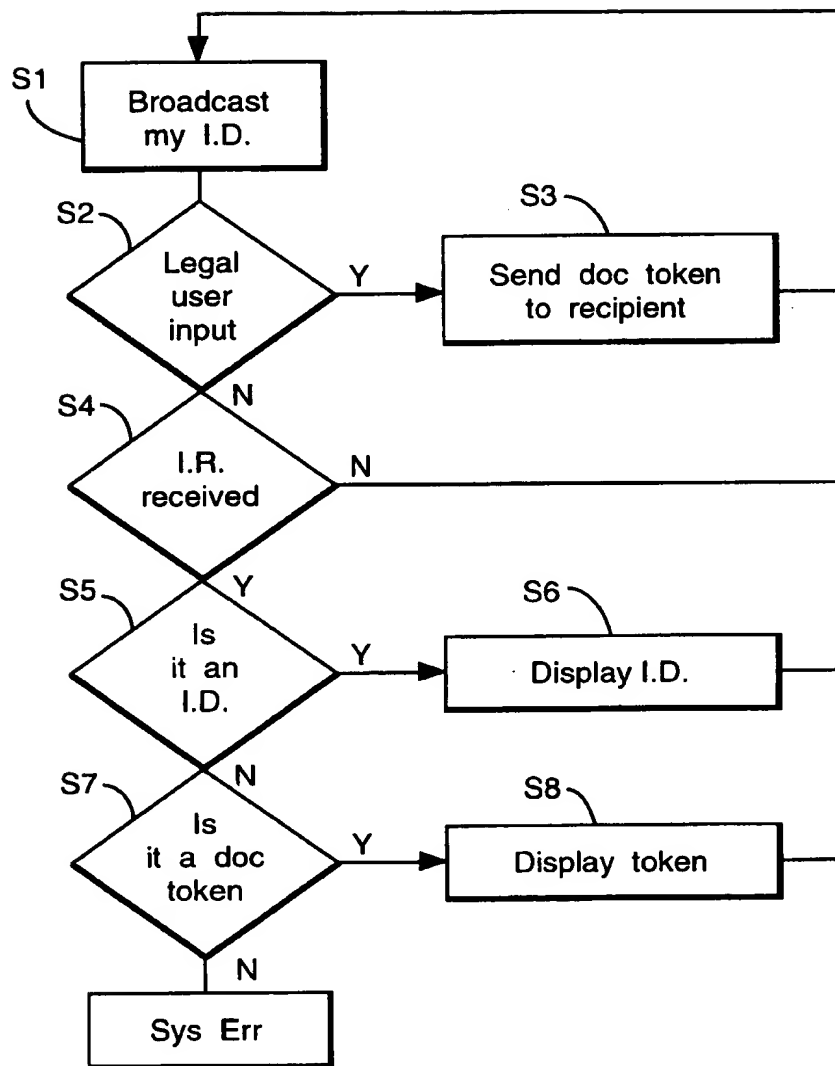 S1
Broadcast
my I.D.
S2
Legal
user
input
Y
S3
Send doc token
to recipient
N
S4
I.R.
received
N
Y
S5
Is
it an
I.D.
Y
S6
Display I.D.
N
S7
Is
it a doc
token
Y
S8
Display token
N
Sys Err